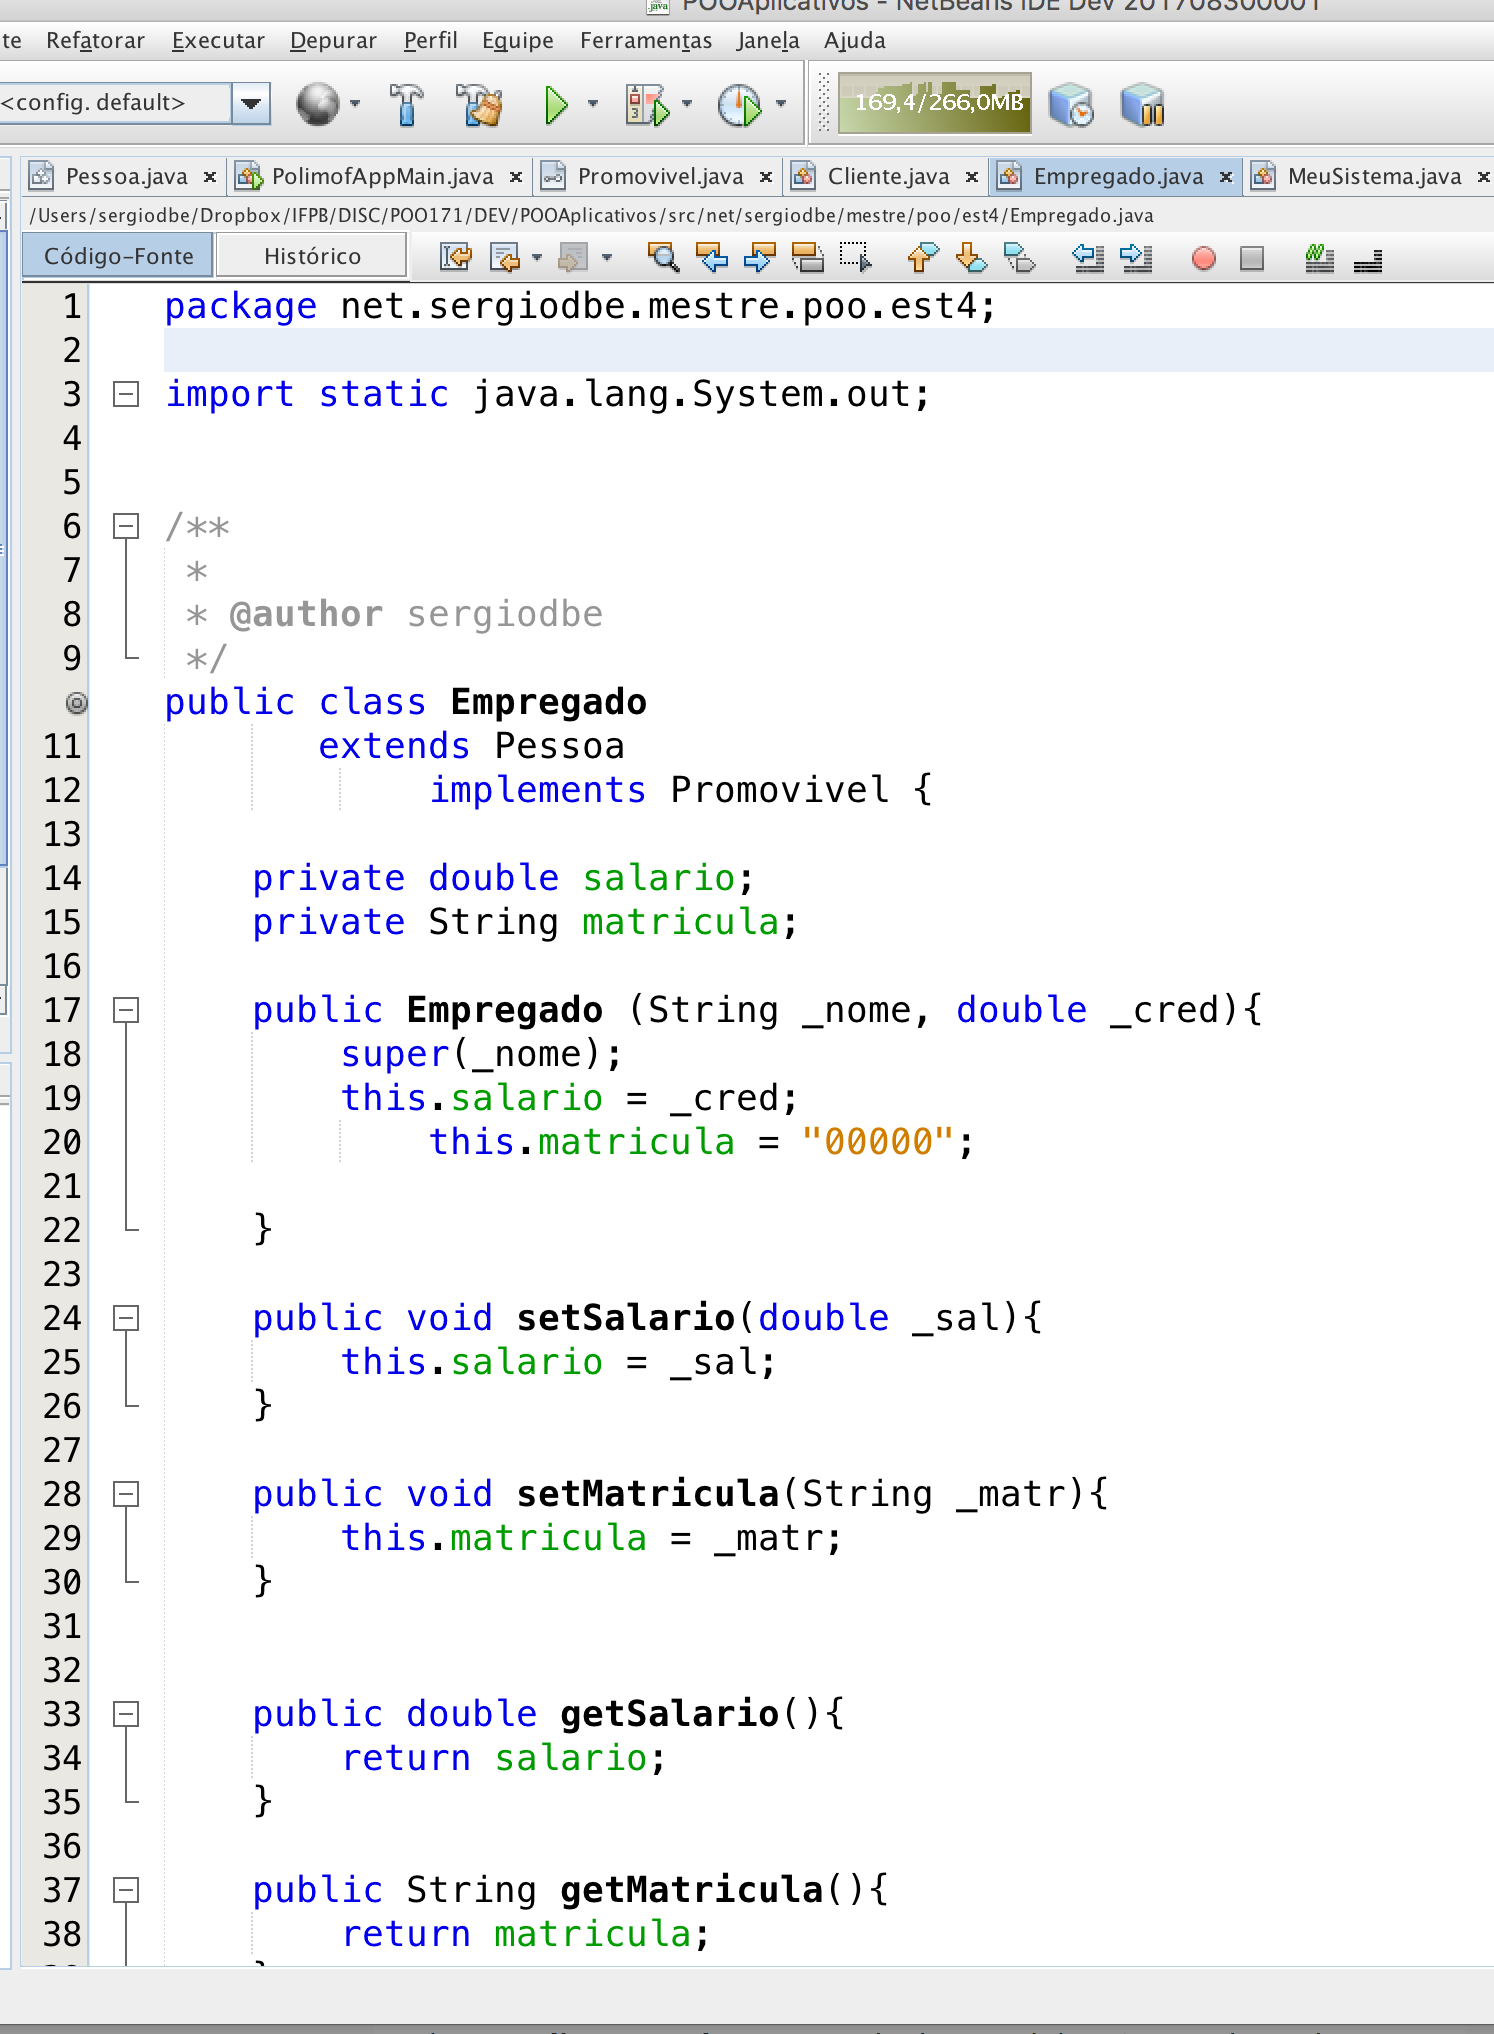 POOAplicativos - NetBeans IDE Dev 201708300001
te Refatorar Executar Depurar Perfil Equipe Ferramentas Janela Ajuda
<config. default> 169,4/266,0MB
Pessoa.java PolimofAppMain.java Promovivel.java Cliente.java Empregado.java MeuSistema.java
/Users/sergiodbe/Dropbox/IFPB/DISC/POO171/DEV/POOAplicativos/src/net/sergiodbe/mestre/poo/est4/Empregado.java
Código-Fonte Histórico
1 package net.sergiodbe.mestre.poo.est4;
2
3 import static java.lang.System.out;
4
5
6 /**
7 *
8 * @author sergiodbe
9 */
public class Empregado
11 extends Pessoa
12 implements Promovivel {
13
14 private double salario;
15 private String matricula;
16
17 public Empregado (String _nome, double _cred){
18 super(_nome);
19 this.salario = _cred;
20 this.matricula = "00000";
21
22 }
23
24 public void setSalario(double _sal){
25 this.salario = _sal;
26 }
27
28 public void setMatricula(String _matr){
29 this.matricula = _matr;
30 }
31
32
33 public double getSalario(){
34 return salario;
35 }
36
37 public String getMatricula(){
38 return matricula;